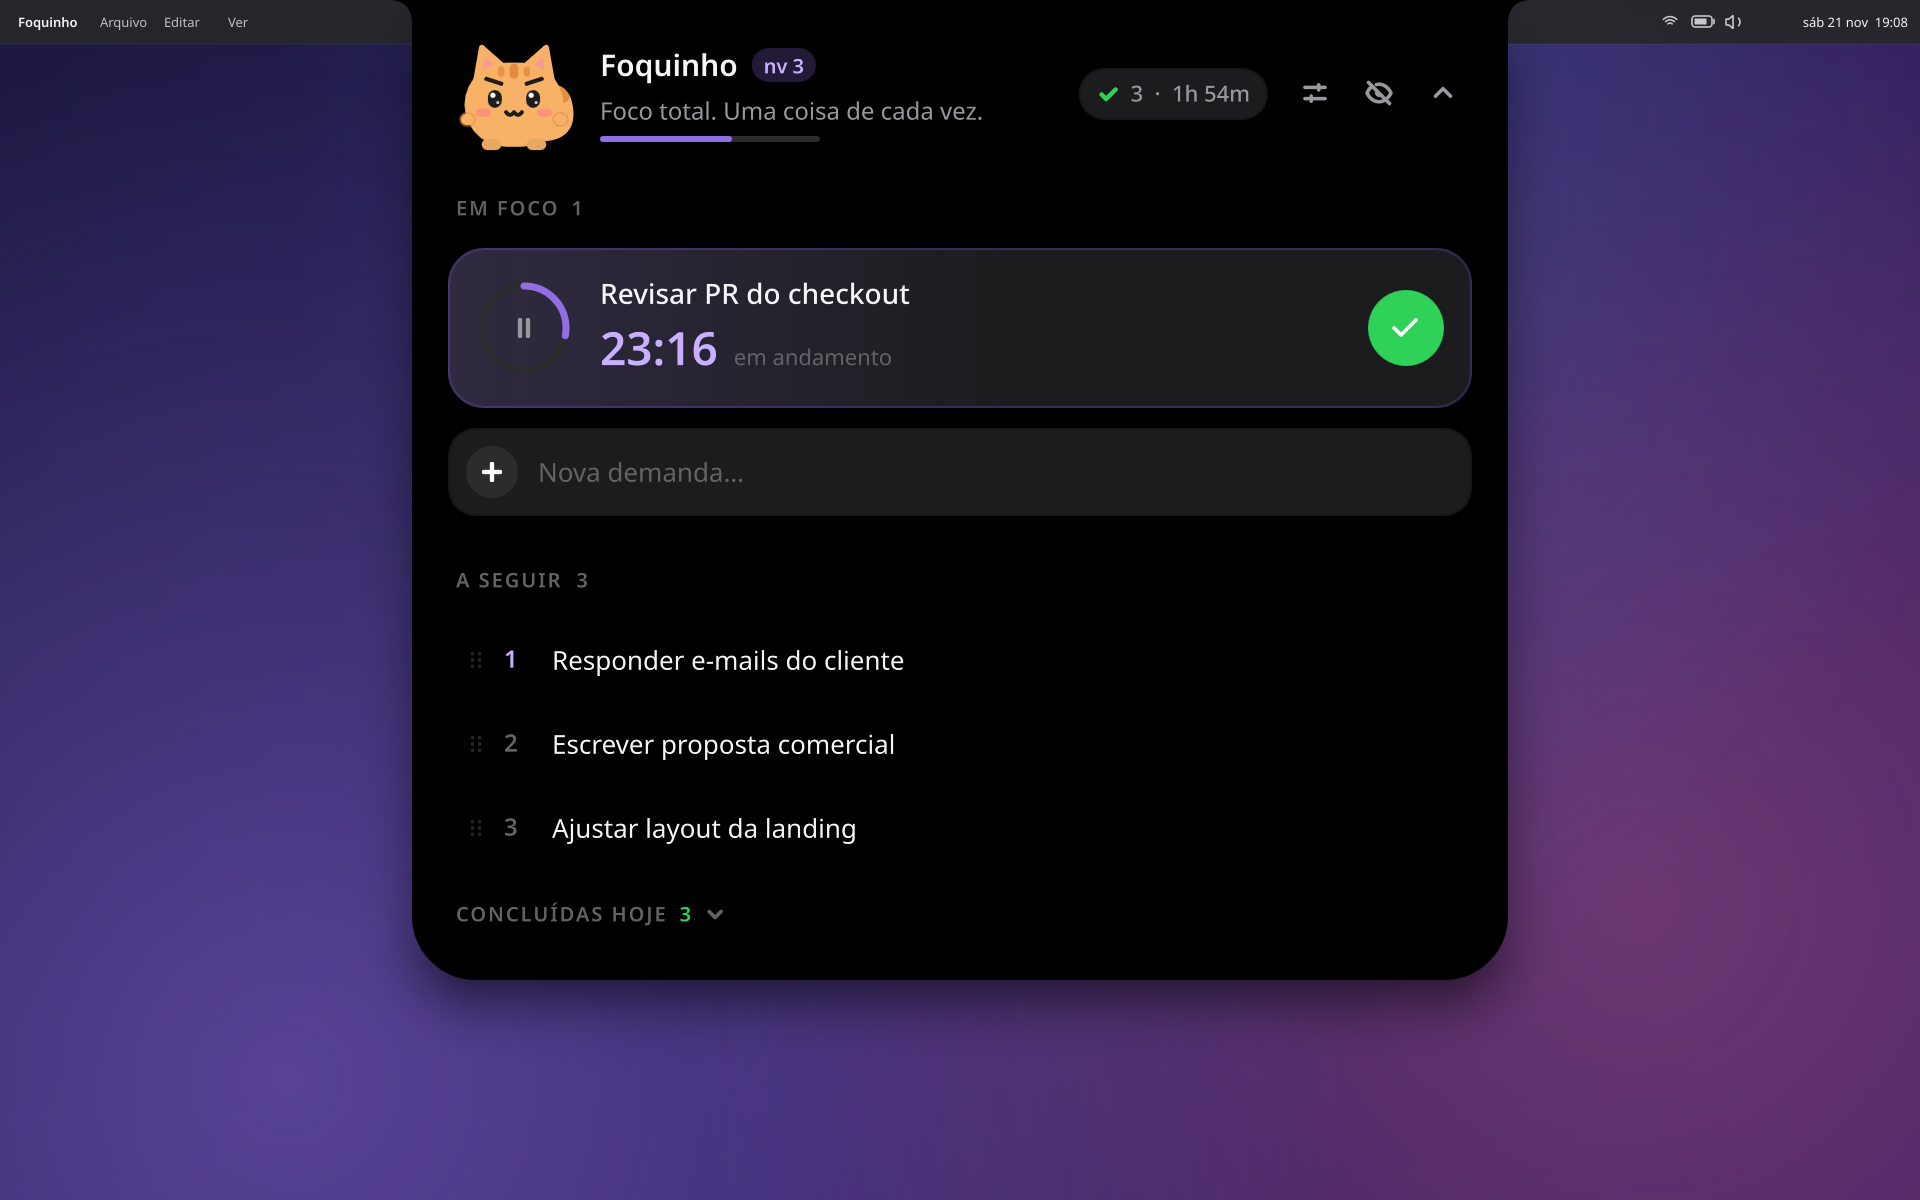 Foquinho Arquivo Editar Ver
sáb 21 nov 19:08
Foquinho nv 3
Foco total. Uma coisa de cada vez.
3 · 1h 54m
EM FOCO 1
Revisar PR do checkout
23:16 em andamento
Nova demanda...
A SEGUIR 3
1 Responder e-mails do cliente
2 Escrever proposta comercial
3 Ajustar layout da landing
CONCLUÍDAS HOJE 3